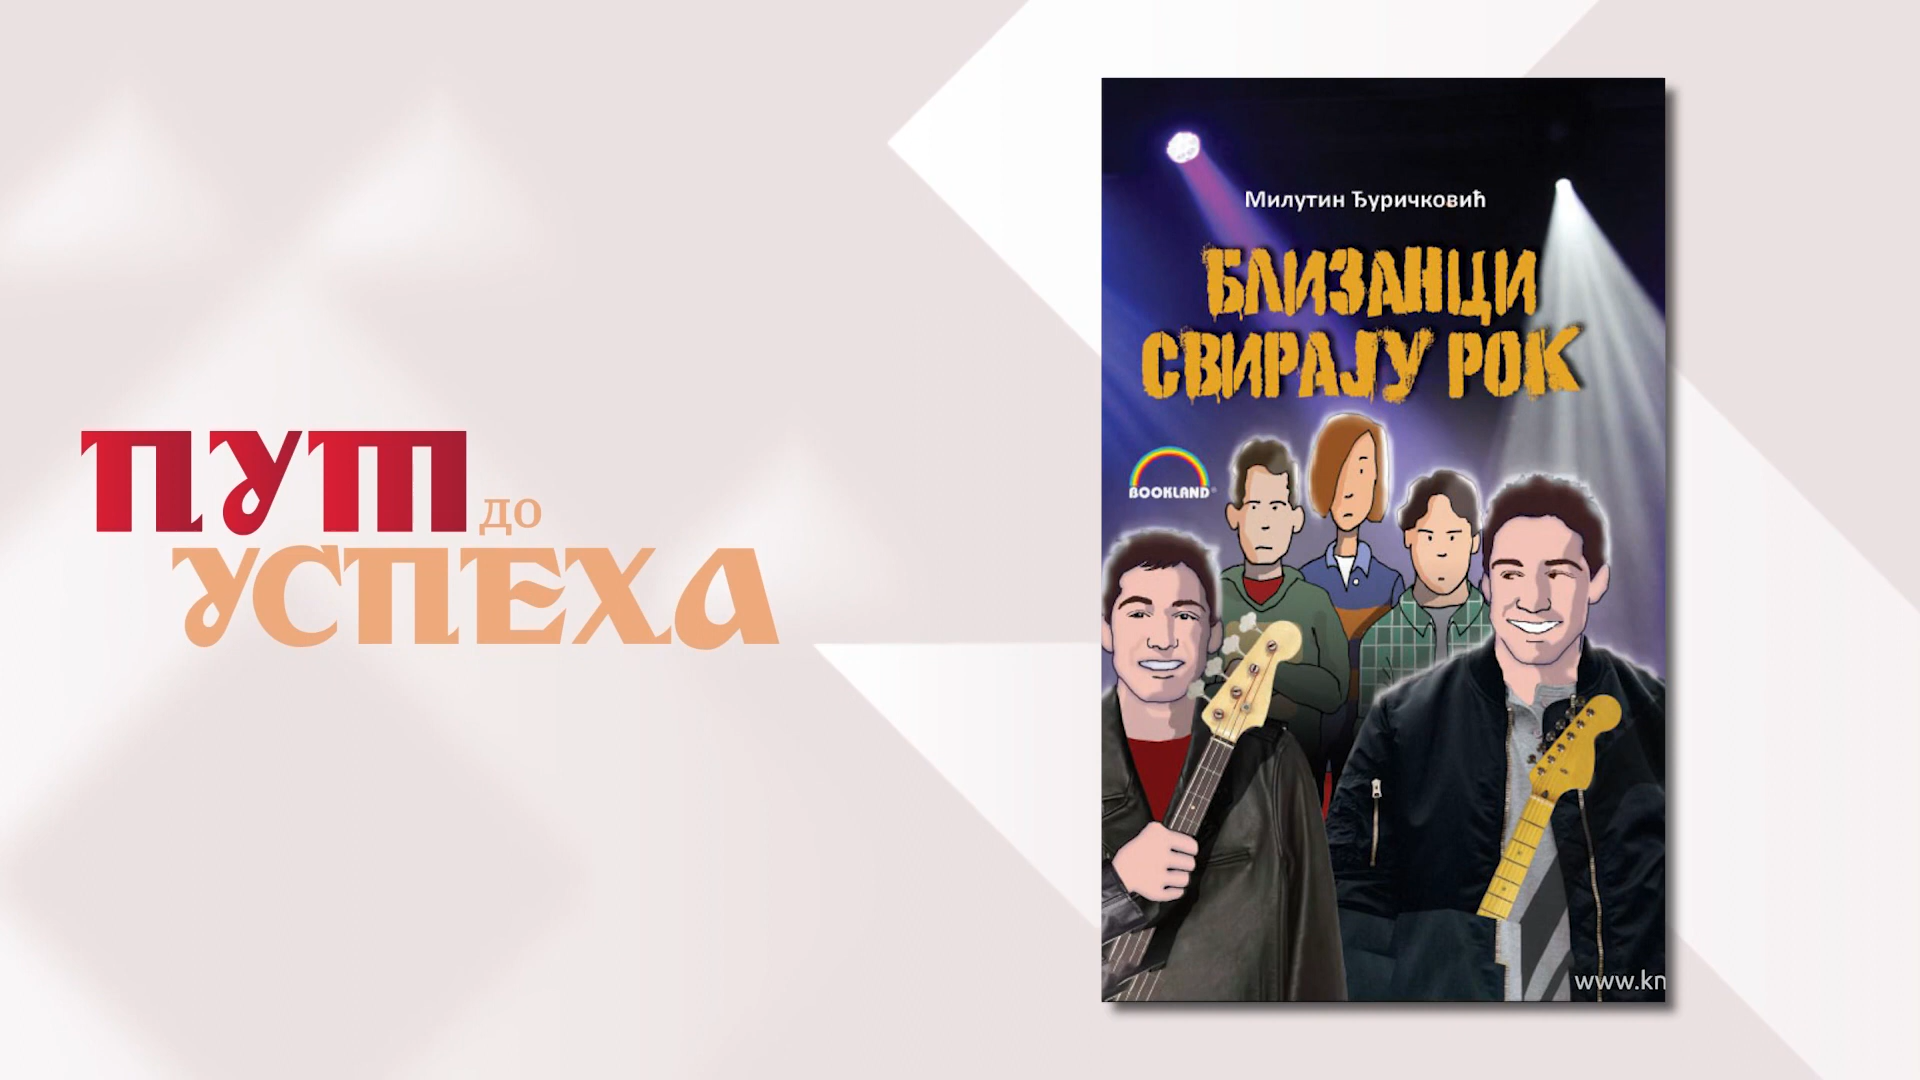 ПУТ до
УСПЕХА
Милутин Ђуричковић
БЛИЗАНЦИ
СВИРАЈУ РОК
BOOKLAND®
www.kn